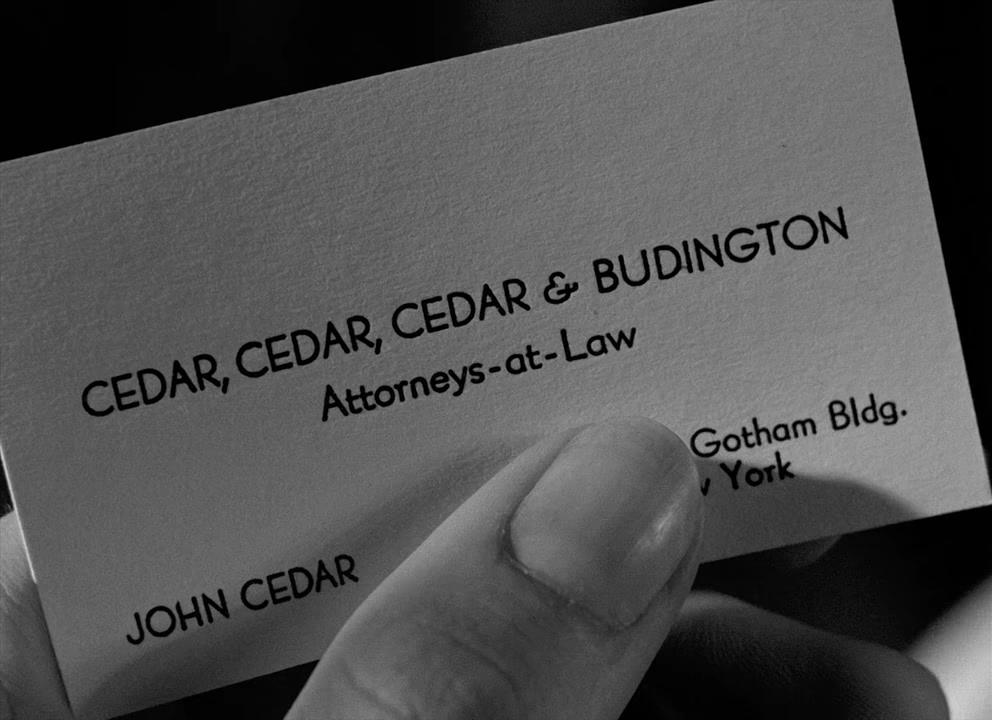 CEDAR, CEDAR, CEDAR & BUDINGTON
Attorneys-at-Law
Gotham Bldg.
York
JOHN CEDAR